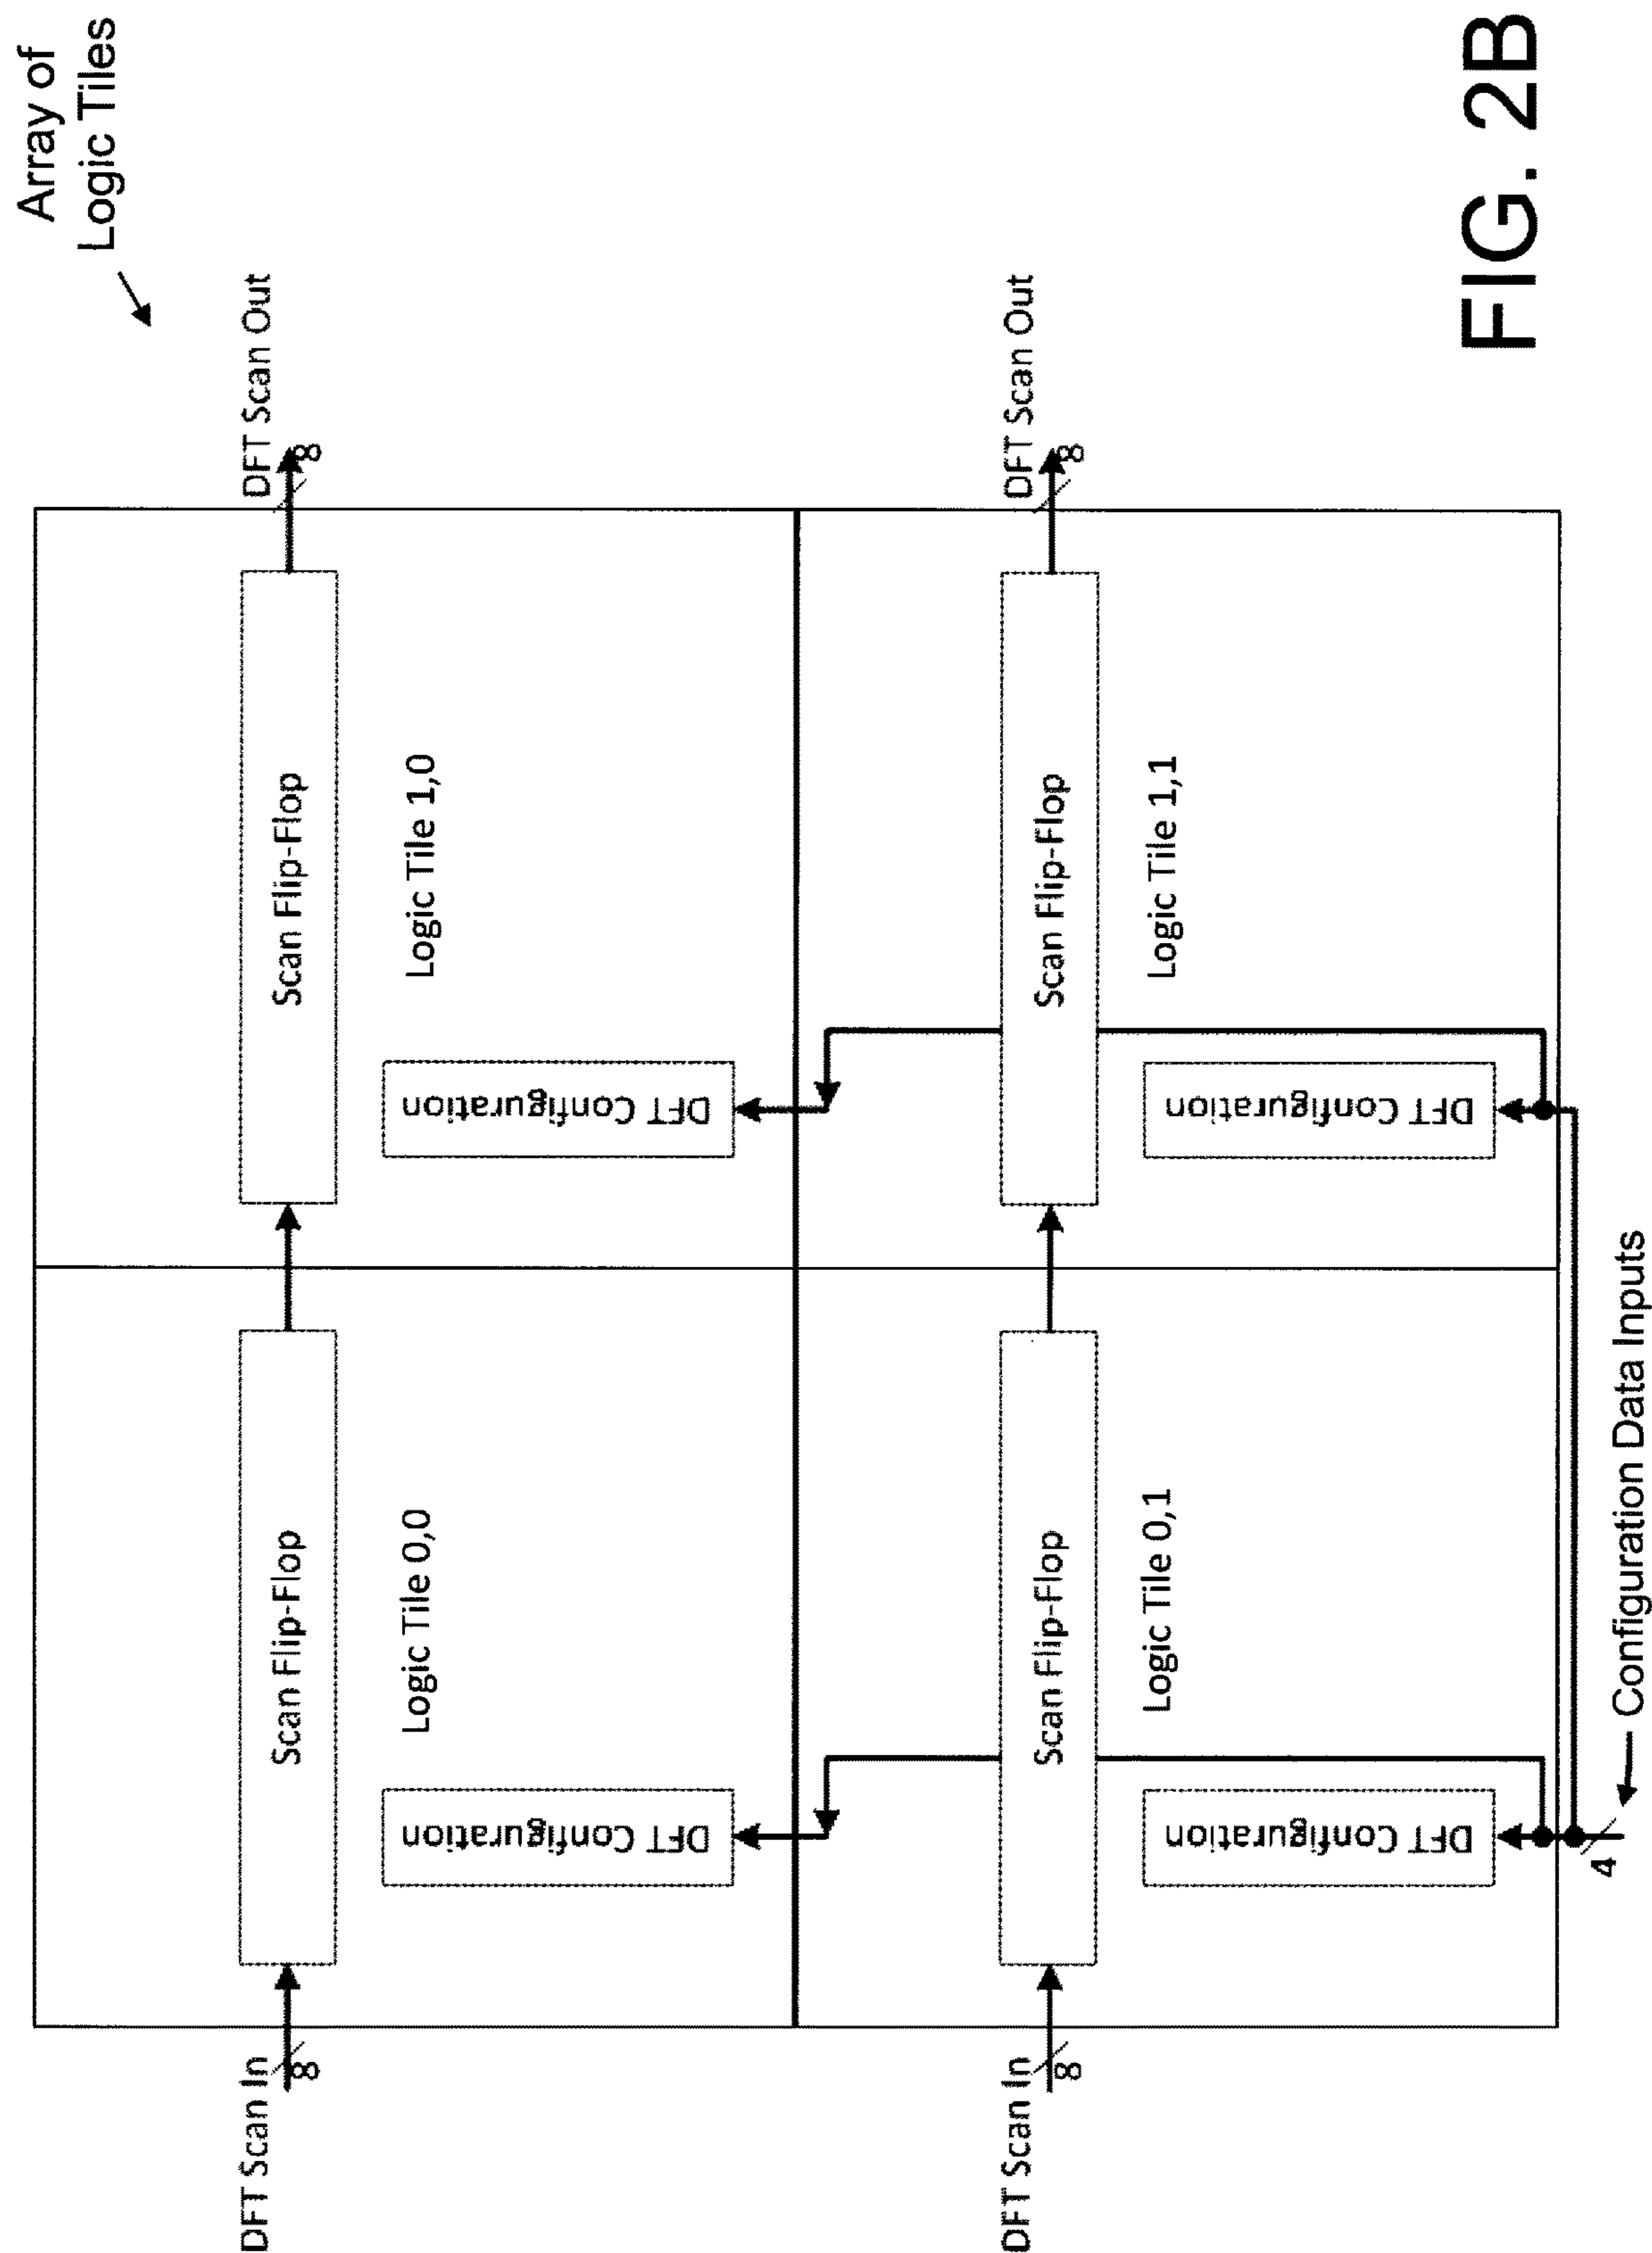 Array of
Logic Tiles
DFT Scan In
8
Scan Flip-Flop
Logic Tile 0,0
DFT Configuration
Scan Flip-Flop
Logic Tile 1,0
DFT Configuration
DFT Scan Out
8
DFT Scan In
8
Scan Flip-Flop
Logic Tile 0,1
DFT Configuration
Scan Flip-Flop
Logic Tile 1,1
DFT Configuration
DFT Scan Out
8
4
Configuration Data Inputs
FIG. 2B